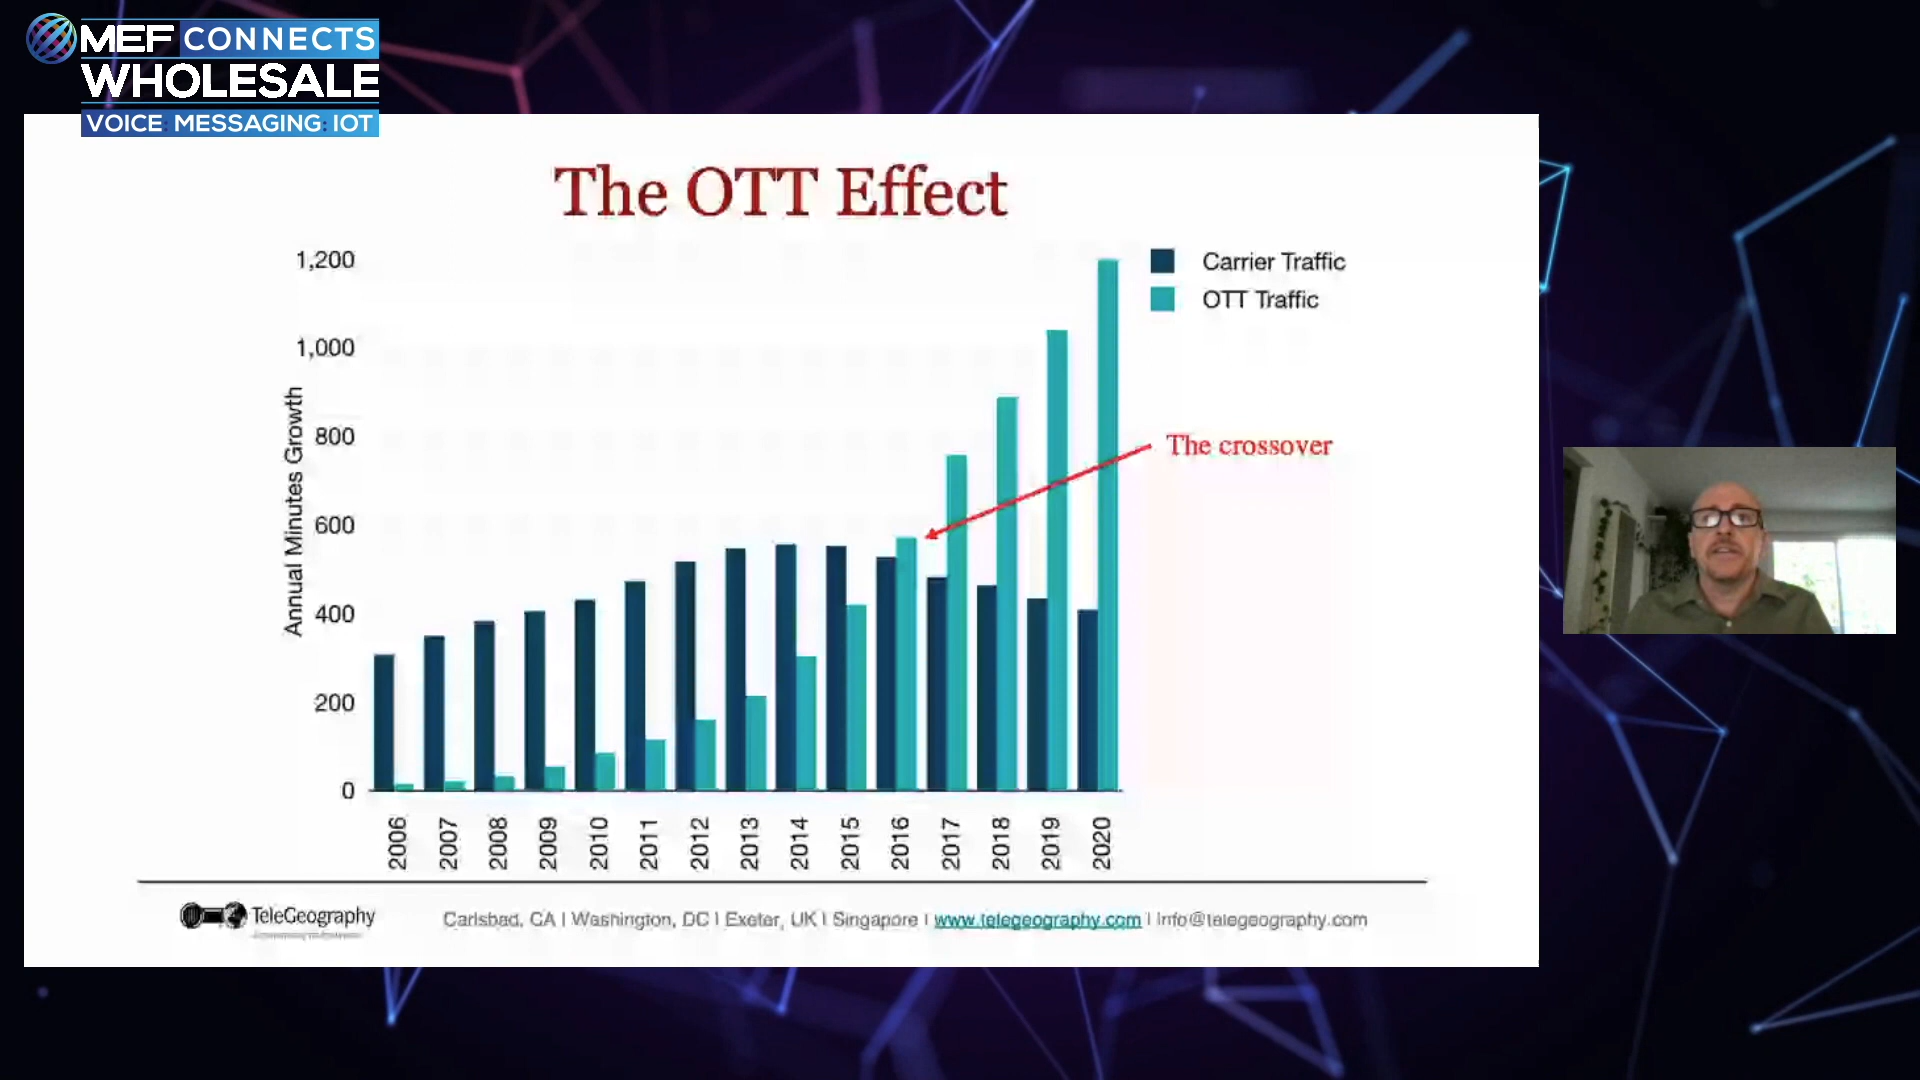 MEF CONNECTS
WHOLESALE
VOICE: MESSAGING: IOT
The OTT Effect
1,200
1,000
800
600
400
200
0
Annual Minutes Growth
Carrier Traffic
OTT Traffic
The crossover
2006
2007
2008
2009
2010
2011
2012
2013
2014
2015
2016
2017
2018
2019
2020
TeleGeography
Carlsbad, CA | Washington, DC | Exeter, UK | Singapore | www.telegeography.com | info@telegeography.com